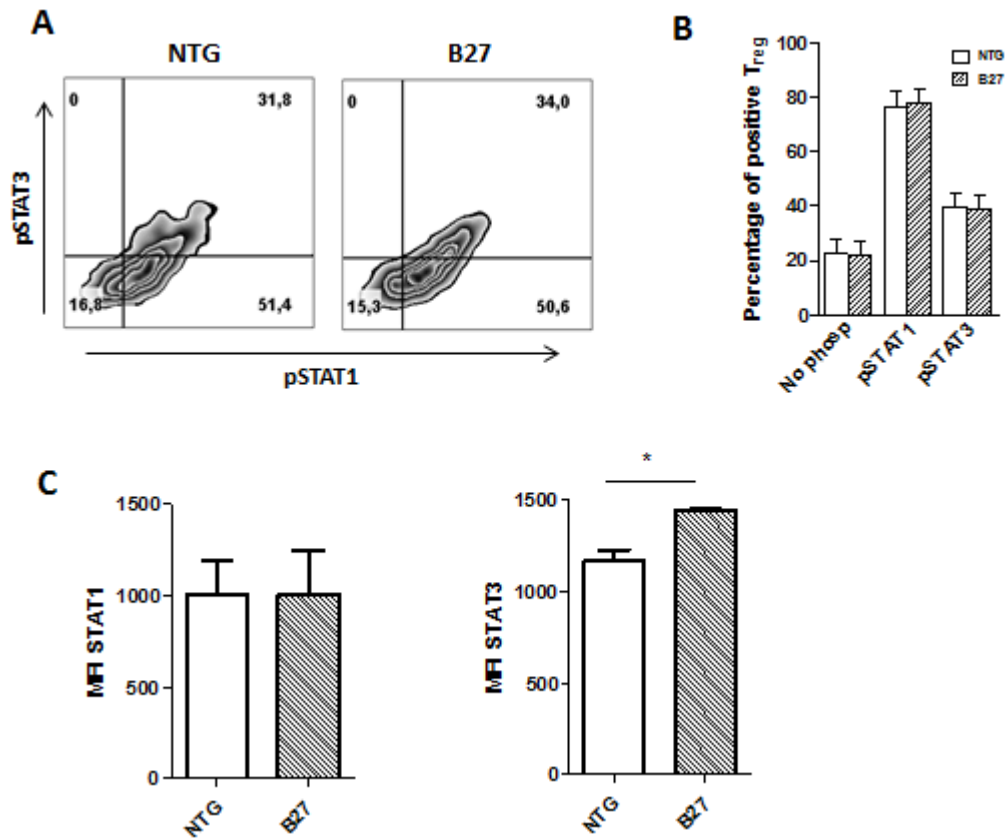 A
NTG
B27
0
31,8
0
34,0
pSTAT3
16,8
51,4
15,3
50,6
pSTAT1
B
Percentage of positive Treg
100
80
60
40
20
0
NTG
B27
No phosp
pSTAT1
pSTAT3
C
MFI STAT1
1500
1000
500
0
NTG
B27
*
MFI STAT3
1500
1000
500
0
NTG
B27